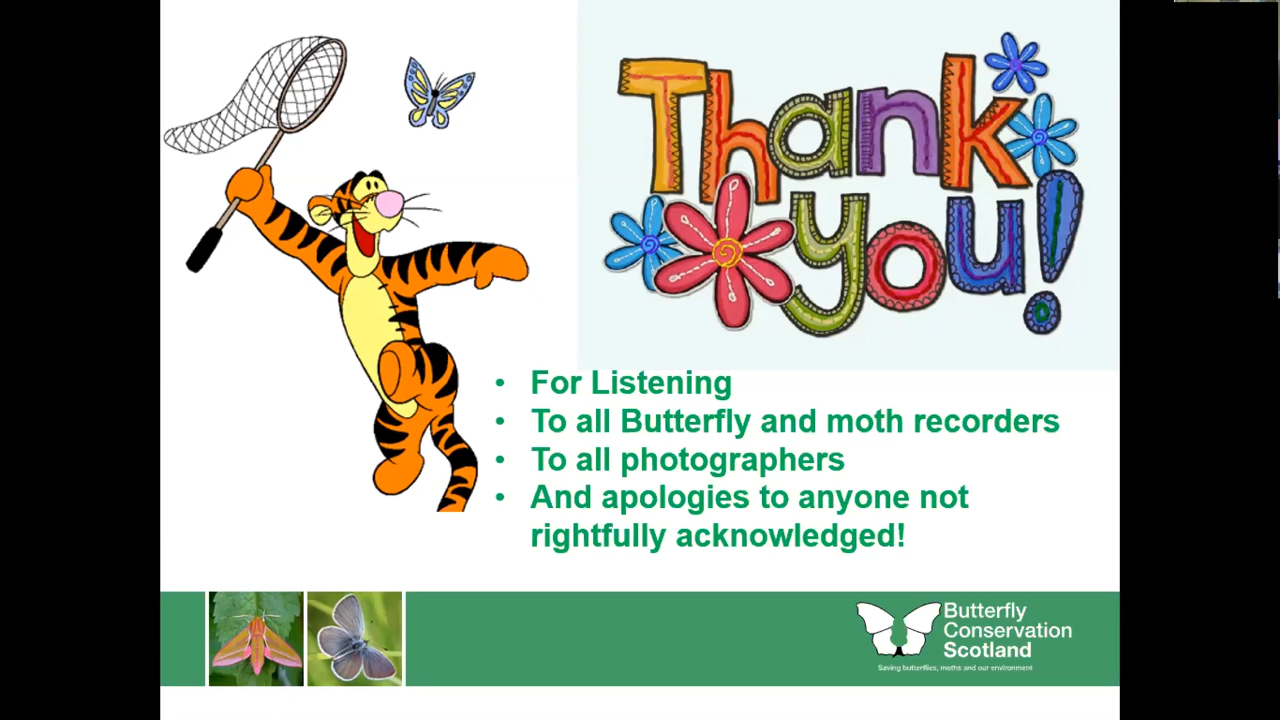 Thank
you!
• For Listening
• To all Butterfly and moth recorders
• To all photographers
• And apologies to anyone not
rightfully acknowledged!
Butterfly
Conservation
Scotland
Saving butterflies, moths and our environment